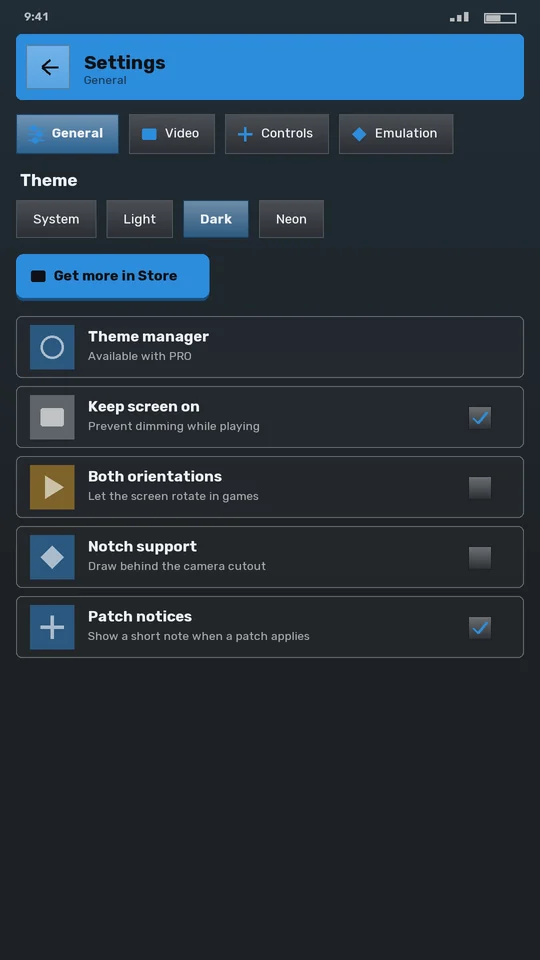 9:41
Settings
General
General
Video
Controls
Emulation
Theme
System
Light
Dark
Neon
Get more in Store
Theme manager
Available with PRO
Keep screen on
Prevent dimming while playing
Both orientations
Let the screen rotate in games
Notch support
Draw behind the camera cutout
Patch notices
Show a short note when a patch applies